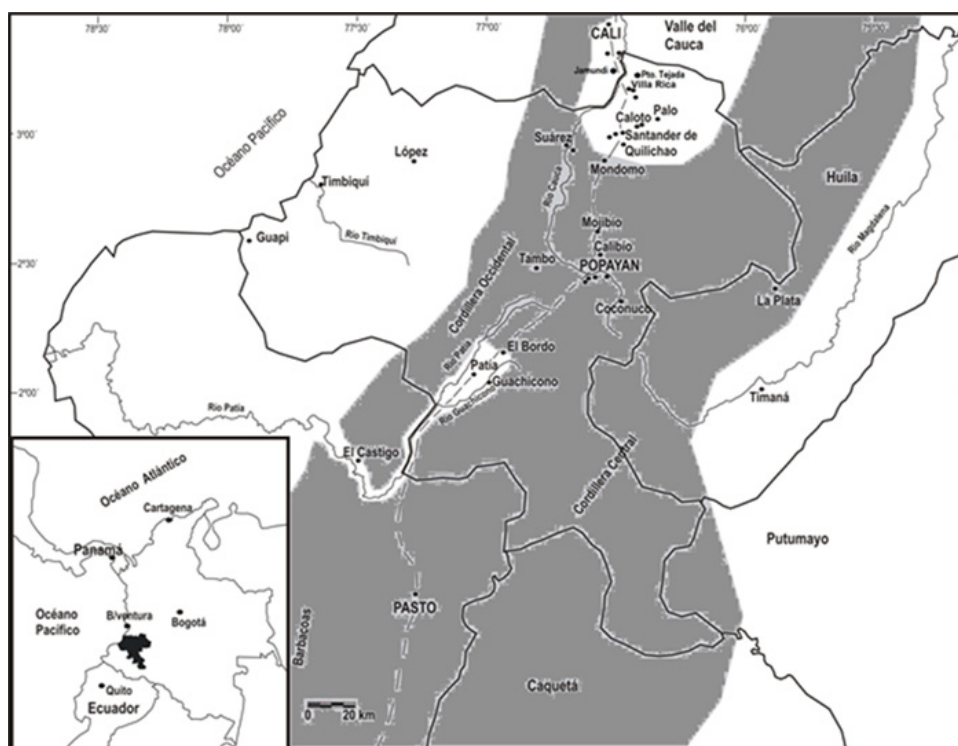 78°30´
78°00´
77°30´
77°00´
76°30´
76°00´
75°30´
CALI
Valle del
Cauca
Jamundí
Pto. Tejada
Villa Rica
Océano Pacífico
3°00´
Caloto
Palo
Suárez
Santander de
Quilichao
López
Mondomo
Huila
Timbiquí
Río Cauca
Río Magdalena
Guapi
Río Timbiquí
Mojibío
Calibío
2°30´
Tambo
POPAYAN
Cordillera Occidental
La Plata
Coconuco
Río Patía
El Bordo
Patía
Guachicono
2°00´
Timaná
Río Guachicono
Río Patía
El Castigo
Cordillera Central
Océano Atlántico
Cartagena
Panamá
Putumayo
Océano
Pacífico
B/ventura
Bogotá
PASTO
Barbacoas
Quito
Ecuador
Caquetá
0 20 km